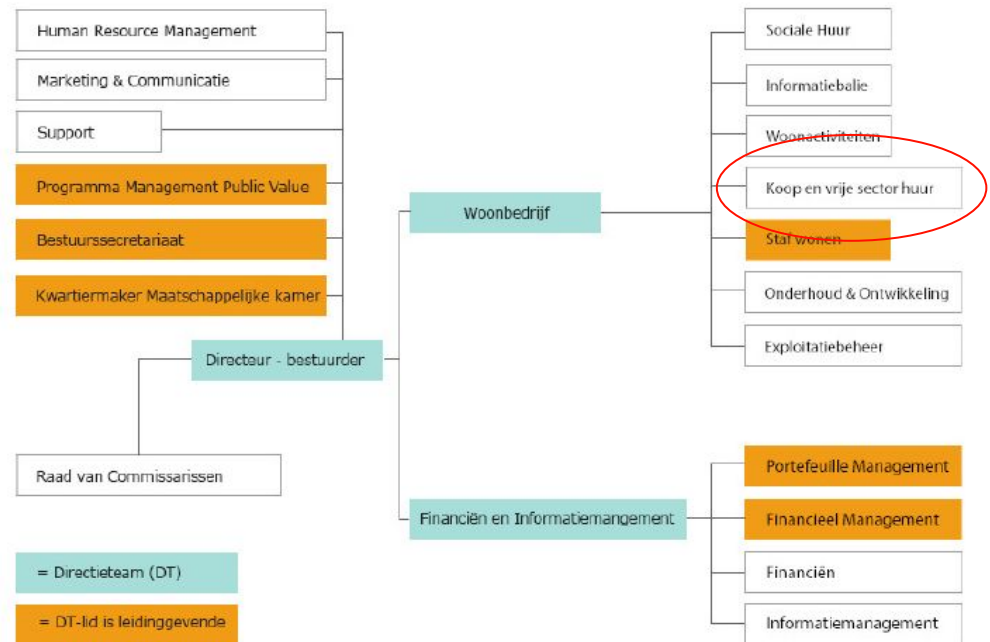 Human Resource Management
Marketing & Communicatie
Support
Programma Management Public Value
Bestuurssecretariaat
Kwartiermaker Maatschappelijke kamer
Directeur - bestuurder
Raad van Commissarissen
= Directieteam (DT)
= DT-lid is leidinggevende
Woonbedrijf
Financiën en Informatiemangement
Sociale Huur
Informatiebalie
Woonactiviteiten
Koop en vrije sector huur
Staf wonen
Onderhoud & Ontwikkeling
Exploitatiebeheer
Portefeuille Management
Financieel Management
Financiën
Informatiemanagement